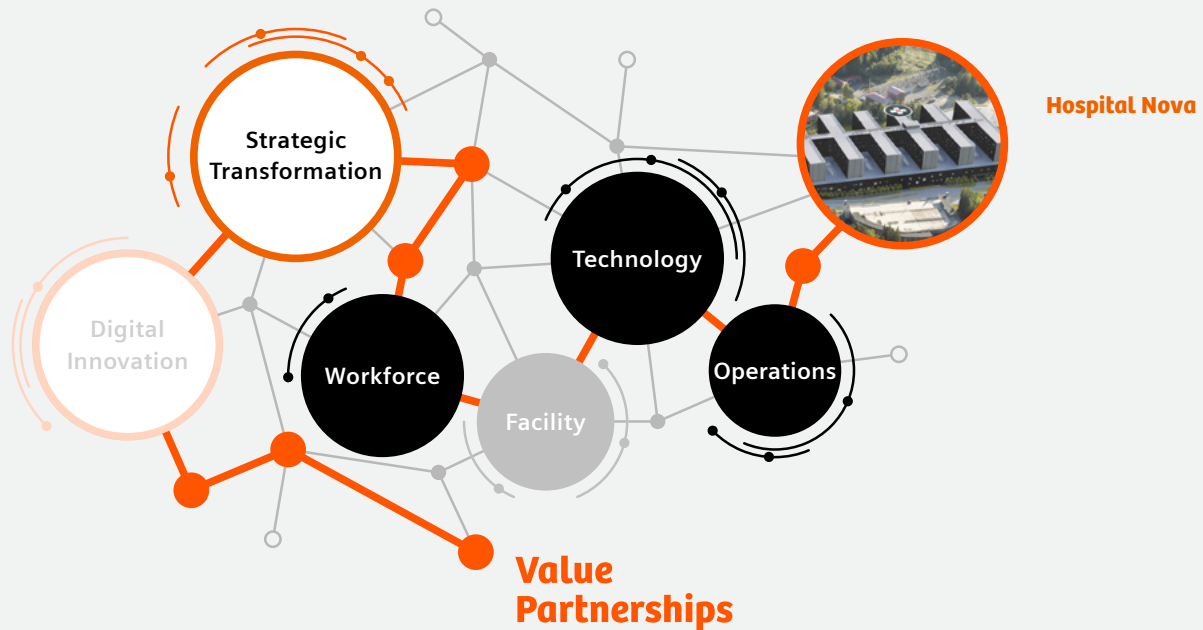 Hospital Nova
Strategic
Transformation
Technology
Digital
Innovation
Workforce
Operations
Facility
Value
Partnerships